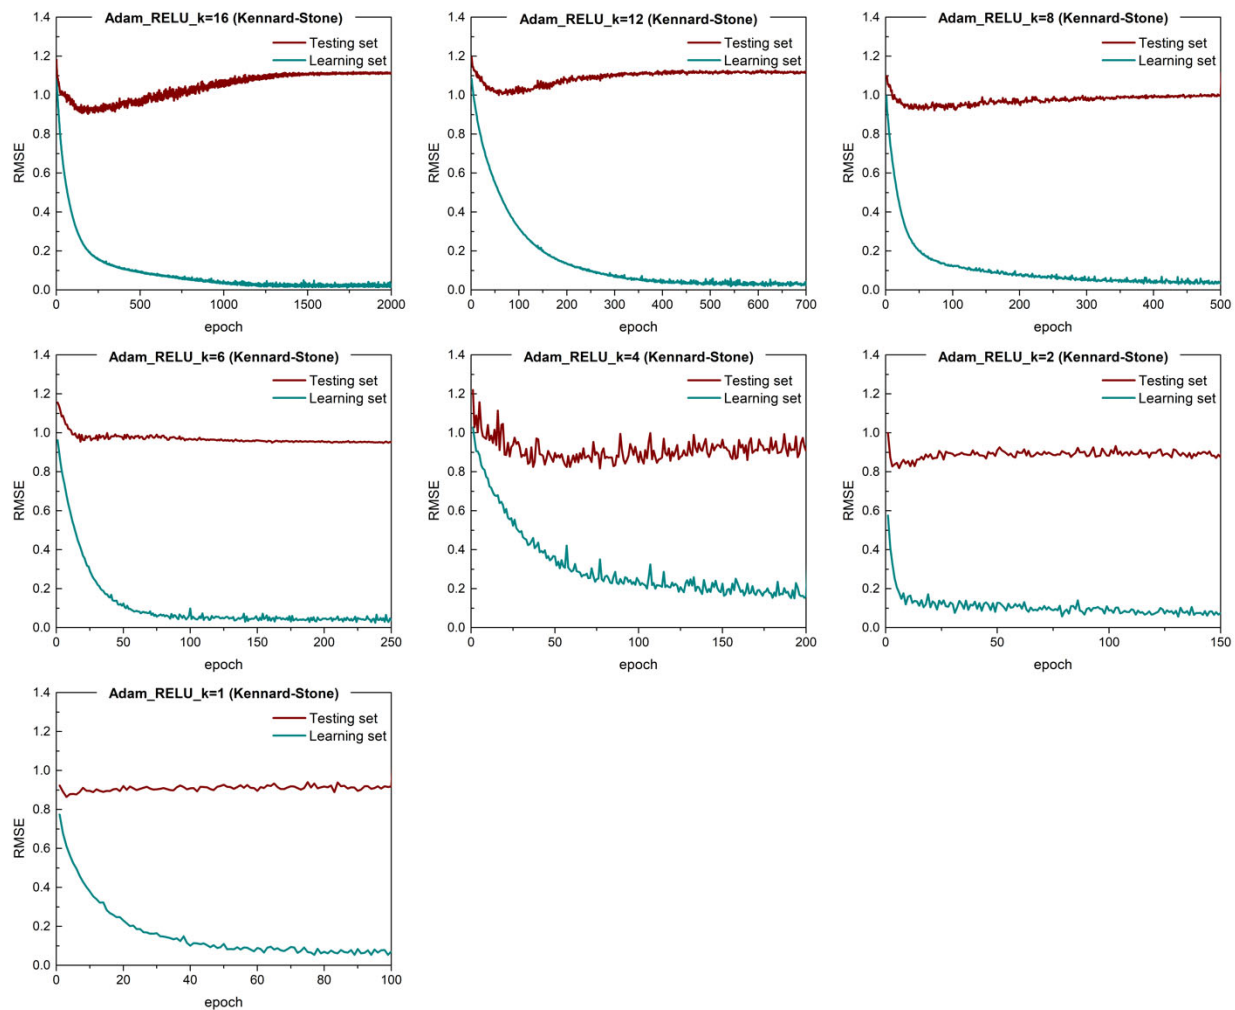 Adam_RELU_k=16 (Kennard-Stone)
Testing set
Learning set
1.4
1.2
1.0
0.8
0.6
0.4
0.2
0.0
RMSE
0 500 1000 1500 2000
epoch
Adam_RELU_k=12 (Kennard-Stone)
Testing set
Learning set
1.4
1.2
1.0
0.8
0.6
0.4
0.2
0.0
RMSE
0 100 200 300 400 500 600 700
epoch
Adam_RELU_k=8 (Kennard-Stone)
Testing set
Learning set
1.4
1.2
1.0
0.8
0.6
0.4
0.2
0.0
RMSE
0 100 200 300 400 500
epoch
Adam_RELU_k=6 (Kennard-Stone)
Testing set
Learning set
1.4
1.2
1.0
0.8
0.6
0.4
0.2
0.0
RMSE
0 50 100 150 200 250
epoch
Adam_RELU_k=4 (Kennard-Stone)
Testing set
Learning set
1.4
1.2
1.0
0.8
0.6
0.4
0.2
0.0
RMSE
0 50 100 150 200
epoch
Adam_RELU_k=2 (Kennard-Stone)
Testing set
Learning set
1.4
1.2
1.0
0.8
0.6
0.4
0.2
0.0
RMSE
0 50 100 150
epoch
Adam_RELU_k=1 (Kennard-Stone)
Testing set
Learning set
1.4
1.2
1.0
0.8
0.6
0.4
0.2
0.0
RMSE
0 20 40 60 80 100
epoch